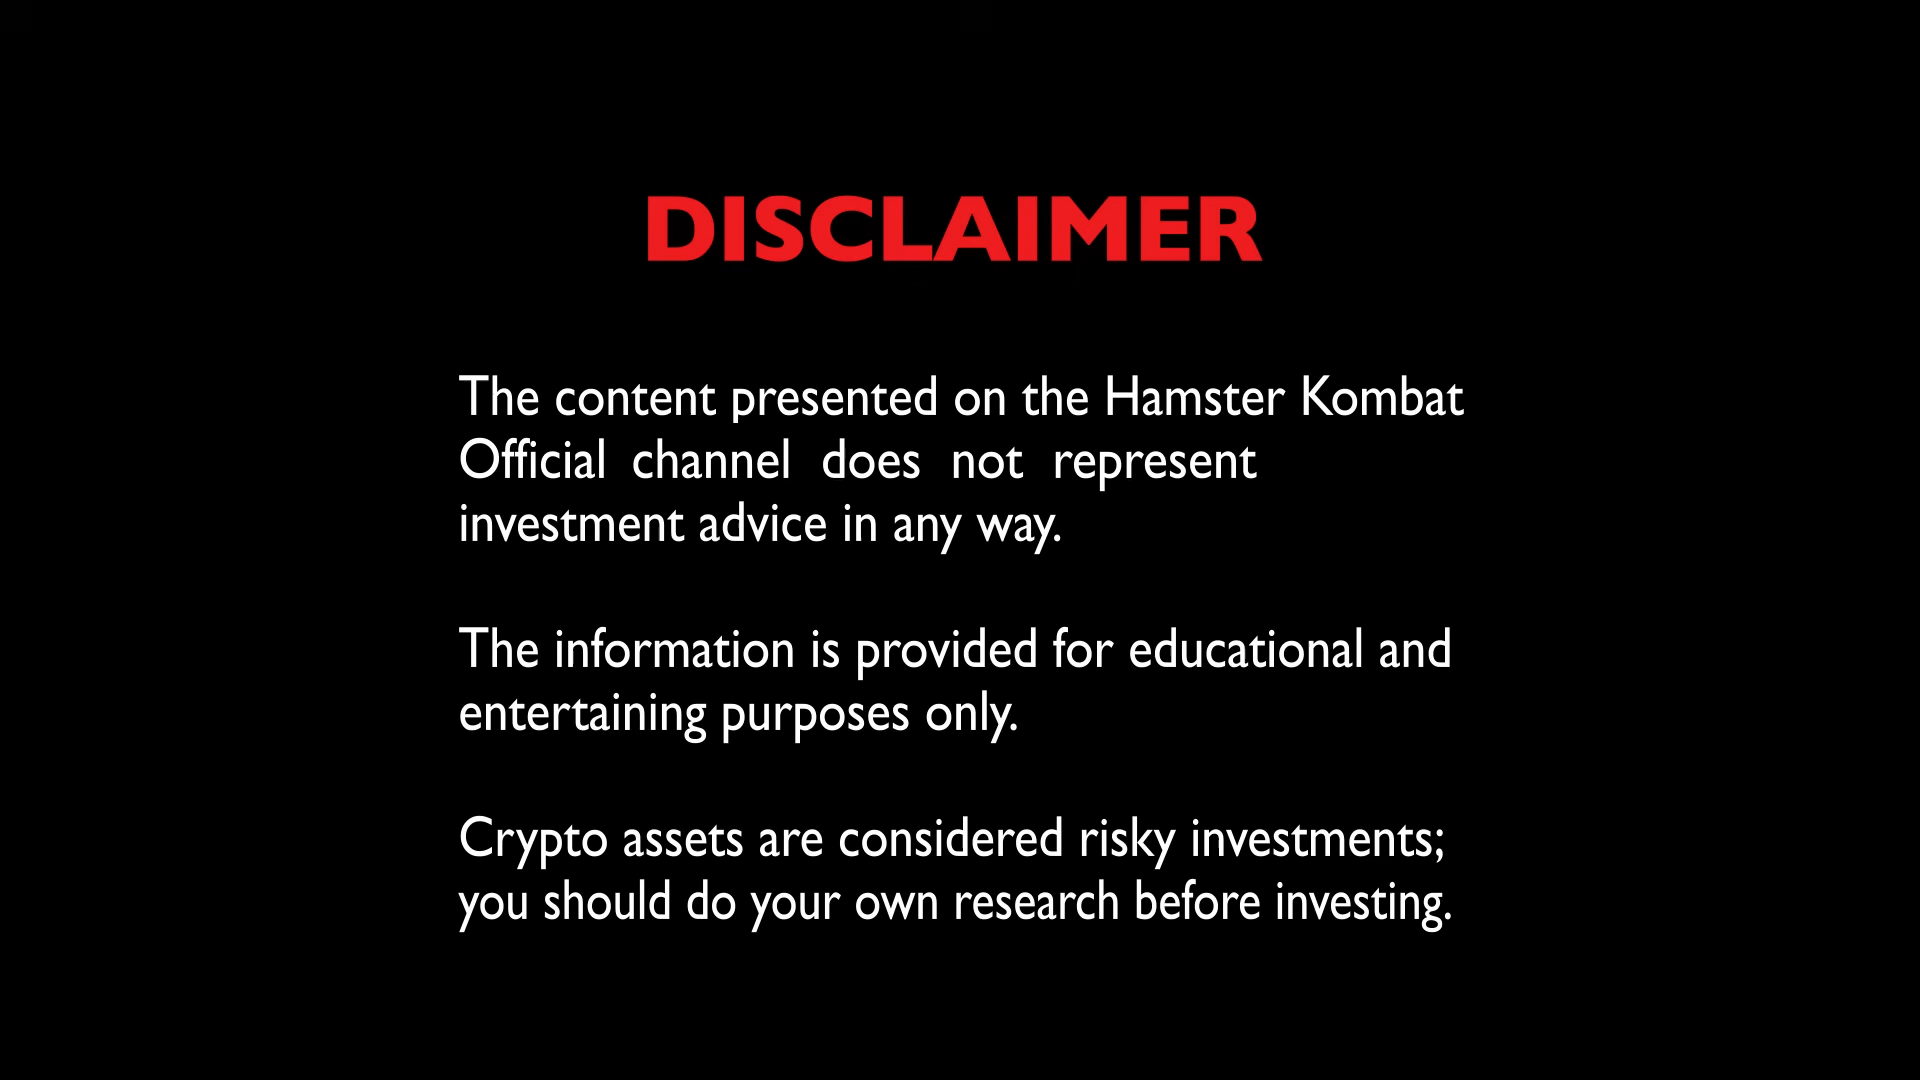 DISCLAIMER
The content presented on the Hamster Kombat
Official channel does not represent
investment advice in any way.
The information is provided for educational and
entertaining purposes only.
Crypto assets are considered risky investments;
you should do your own research before investing.